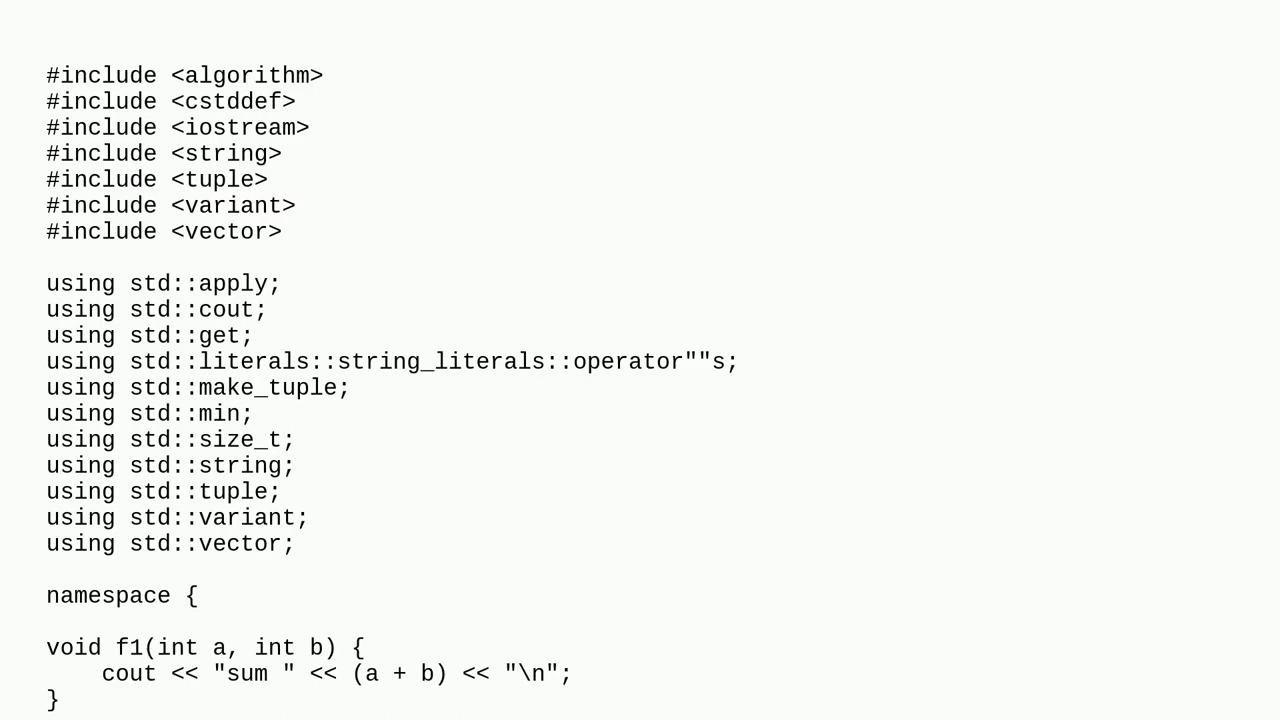 #include <algorithm>
#include <cstddef>
#include <iostream>
#include <string>
#include <tuple>
#include <variant>
#include <vector>

using std::apply;
using std::cout;
using std::get;
using std::literals::string_literals::operator""s;
using std::make_tuple;
using std::min;
using std::size_t;
using std::string;
using std::tuple;
using std::variant;
using std::vector;

namespace {

void f1(int a, int b) {
    cout << "sum " << (a + b) << "\n";
}